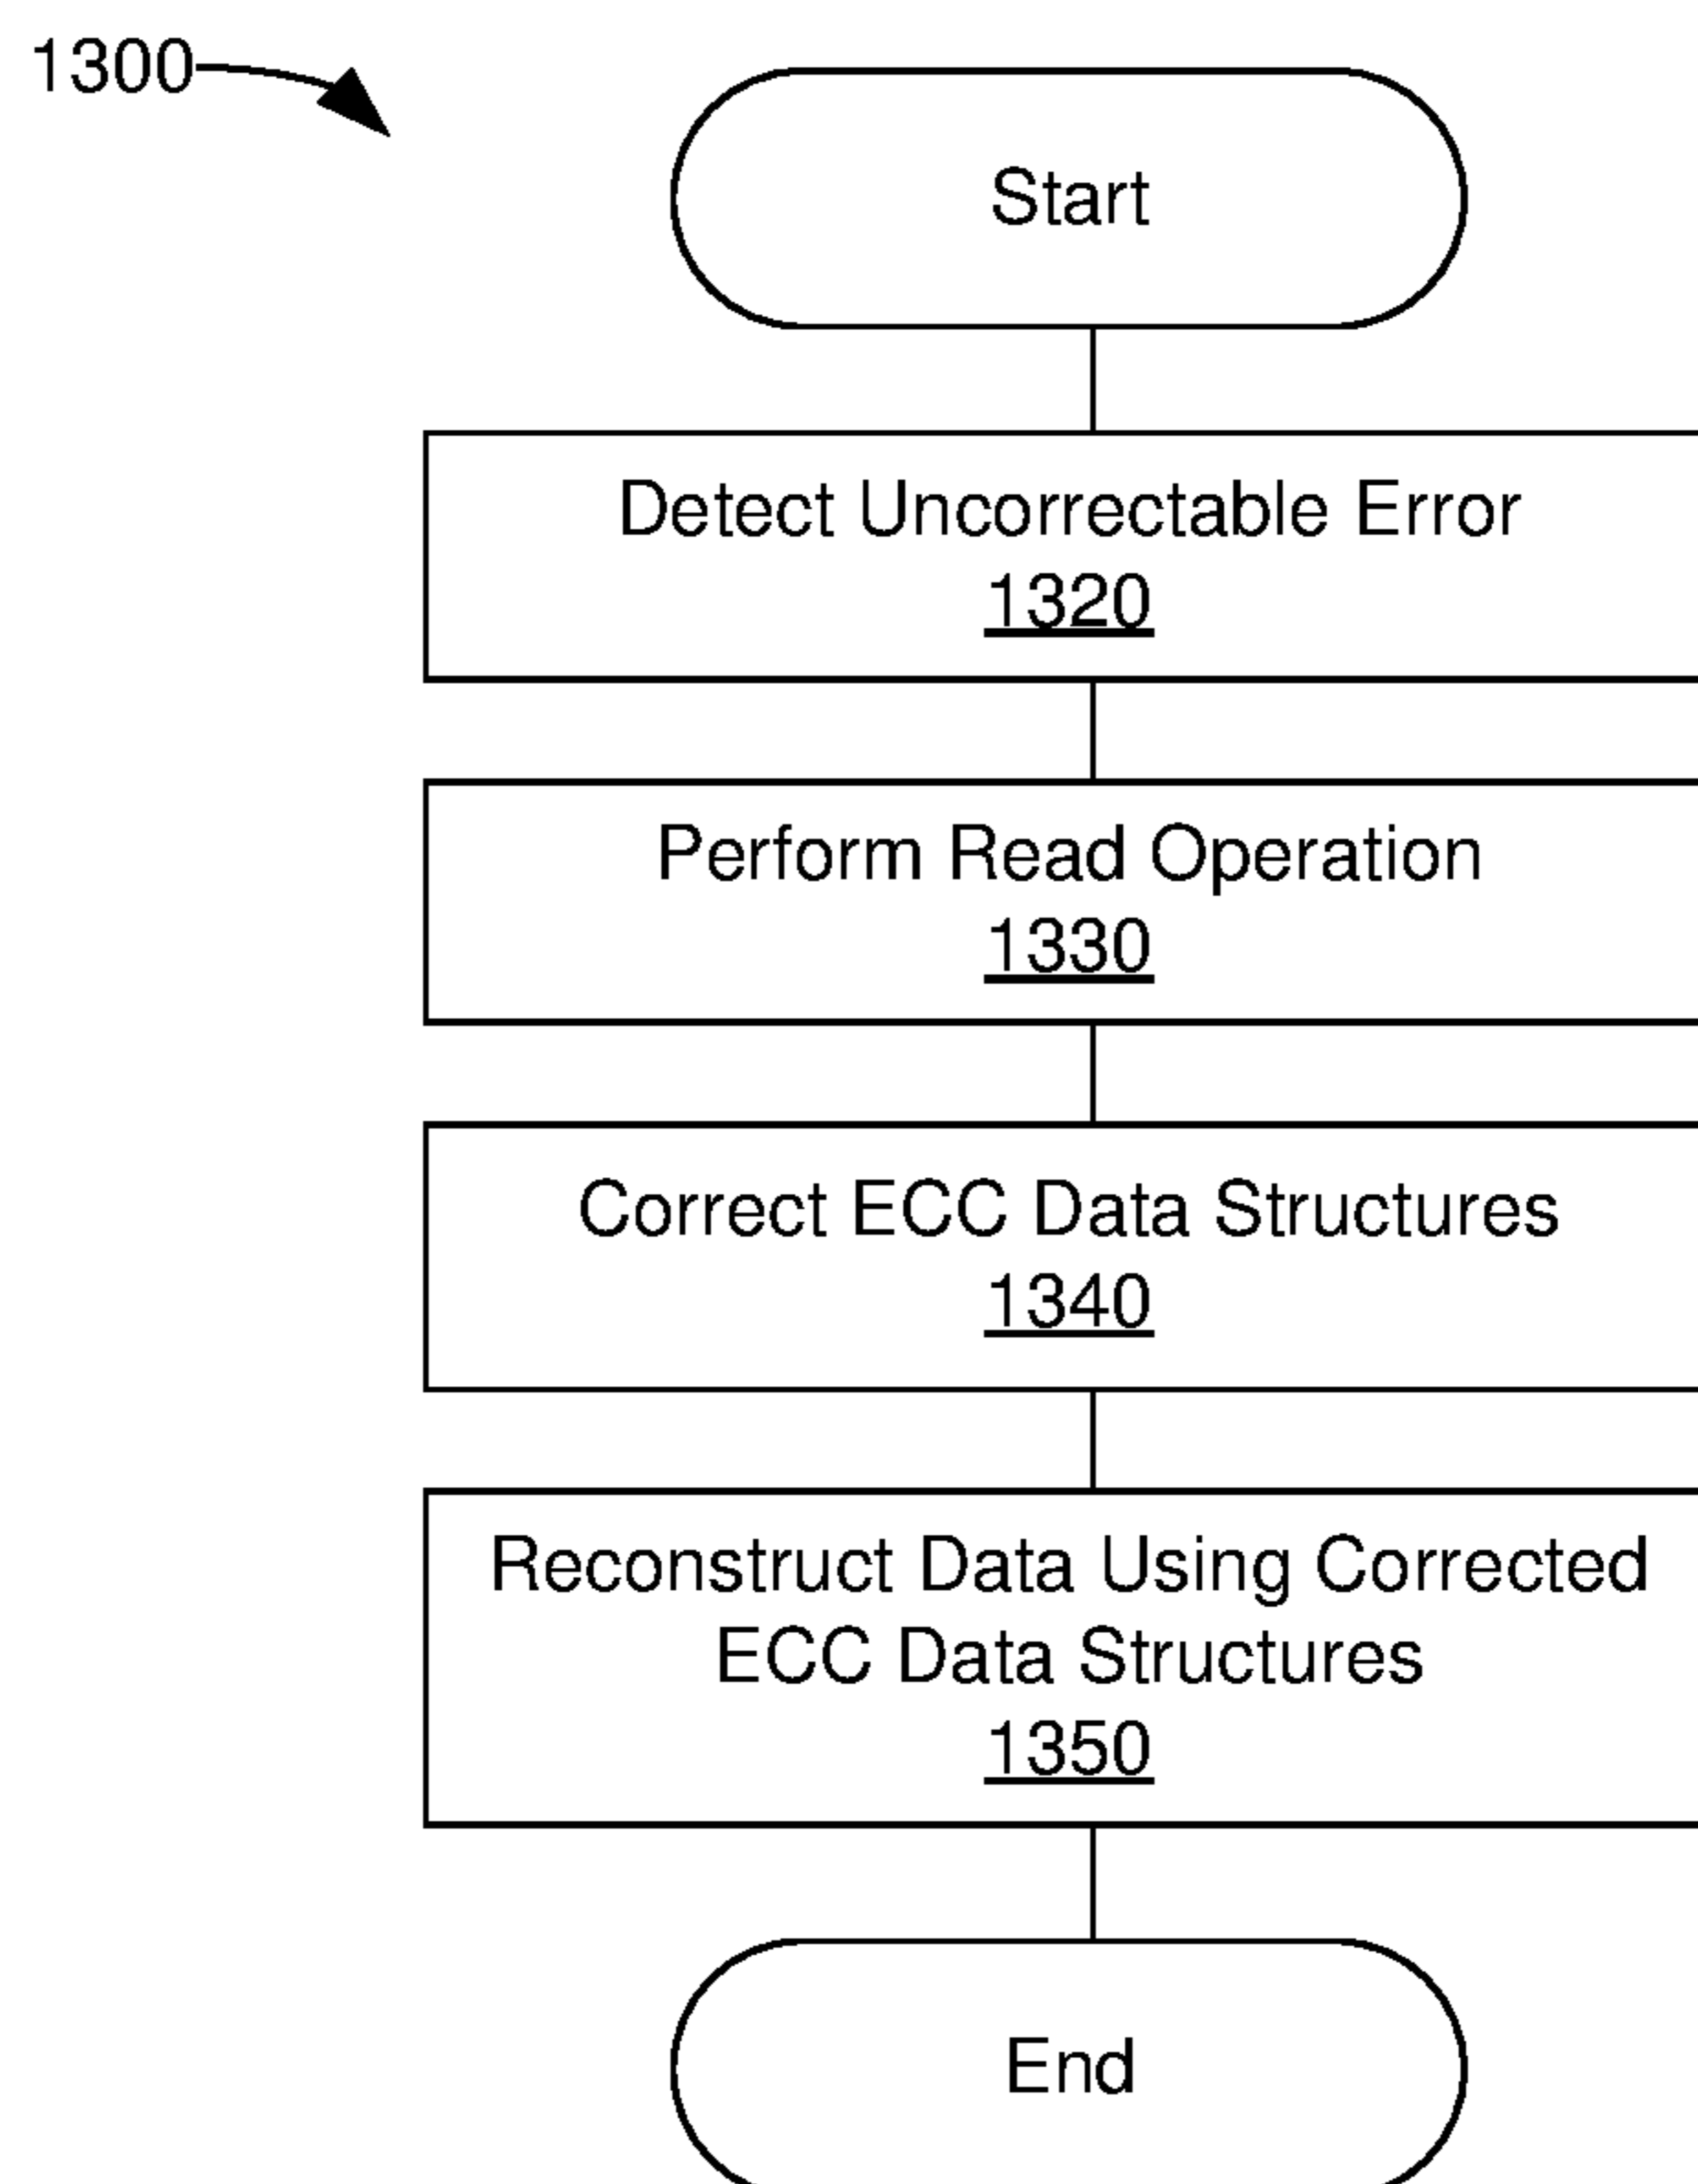 1300
Start
Detect Uncorrectable Error
1320
Perform Read Operation
1330
Correct ECC Data Structures
1340
Reconstruct Data Using Corrected
ECC Data Structures
1350
End